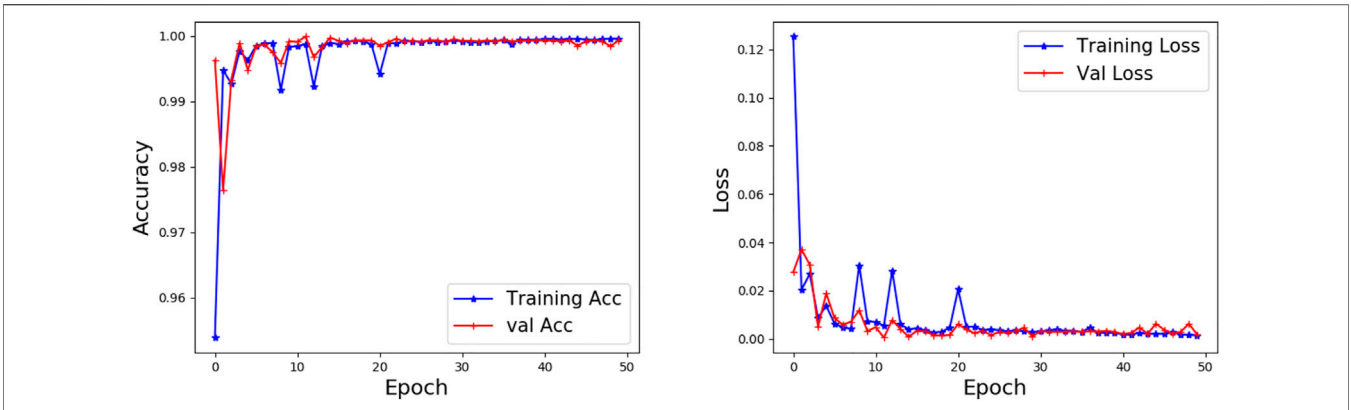 1.00
0.99
0.98
0.97
0.96
Accuracy
0 10 20 30 40 50
Epoch
Training Acc
val Acc
0.12
0.10
0.08
0.06
0.04
0.02
0.00
Loss
0 10 20 30 40 50
Epoch
Training Loss
Val Loss